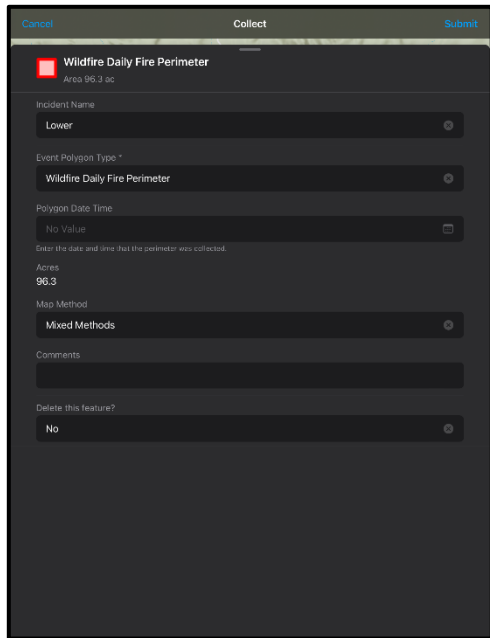 Cancel Collect Submit
Wildfire Daily Fire Perimeter
Area 96.3 ac
Incident Name
Lower
Event Polygon Type *
Wildfire Daily Fire Perimeter
Polygon Date Time
No Value
Enter the date and time that the perimeter was collected.
Acres
96.3
Map Method
Mixed Methods
Comments
Delete this feature?
No